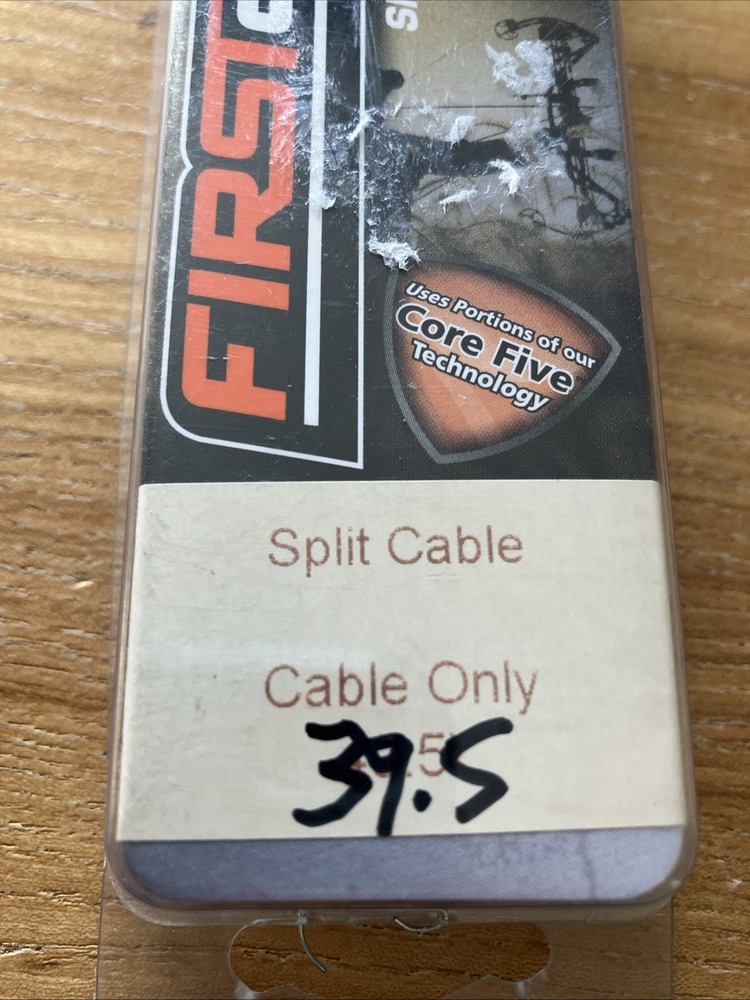 FIRST
Uses Portions of our
Core Five
Technology
Split Cable
Cable Only
39.5